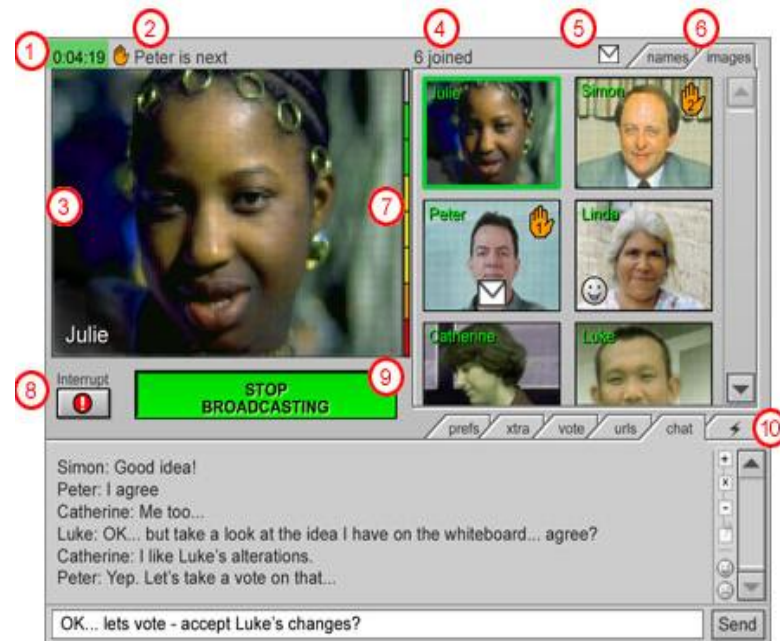 1 2 4 5 6
0:04:19 Peter is next 6 joined names images
Julie Simon
2
3 7
Peter Linda
1
Julie
Catherine Luke
8 Interrupt 9
STOP
BROADCASTING
prefs xtra vote urls chat 10
Simon: Good idea!
Peter: I agree
Catherine: Me too...
Luke: OK... but take a look at the idea I have on the whiteboard... agree?
Catherine: I like Luke's alterations.
Peter: Yep. Let's take a vote on that...
OK... lets vote - accept Luke's changes? Send